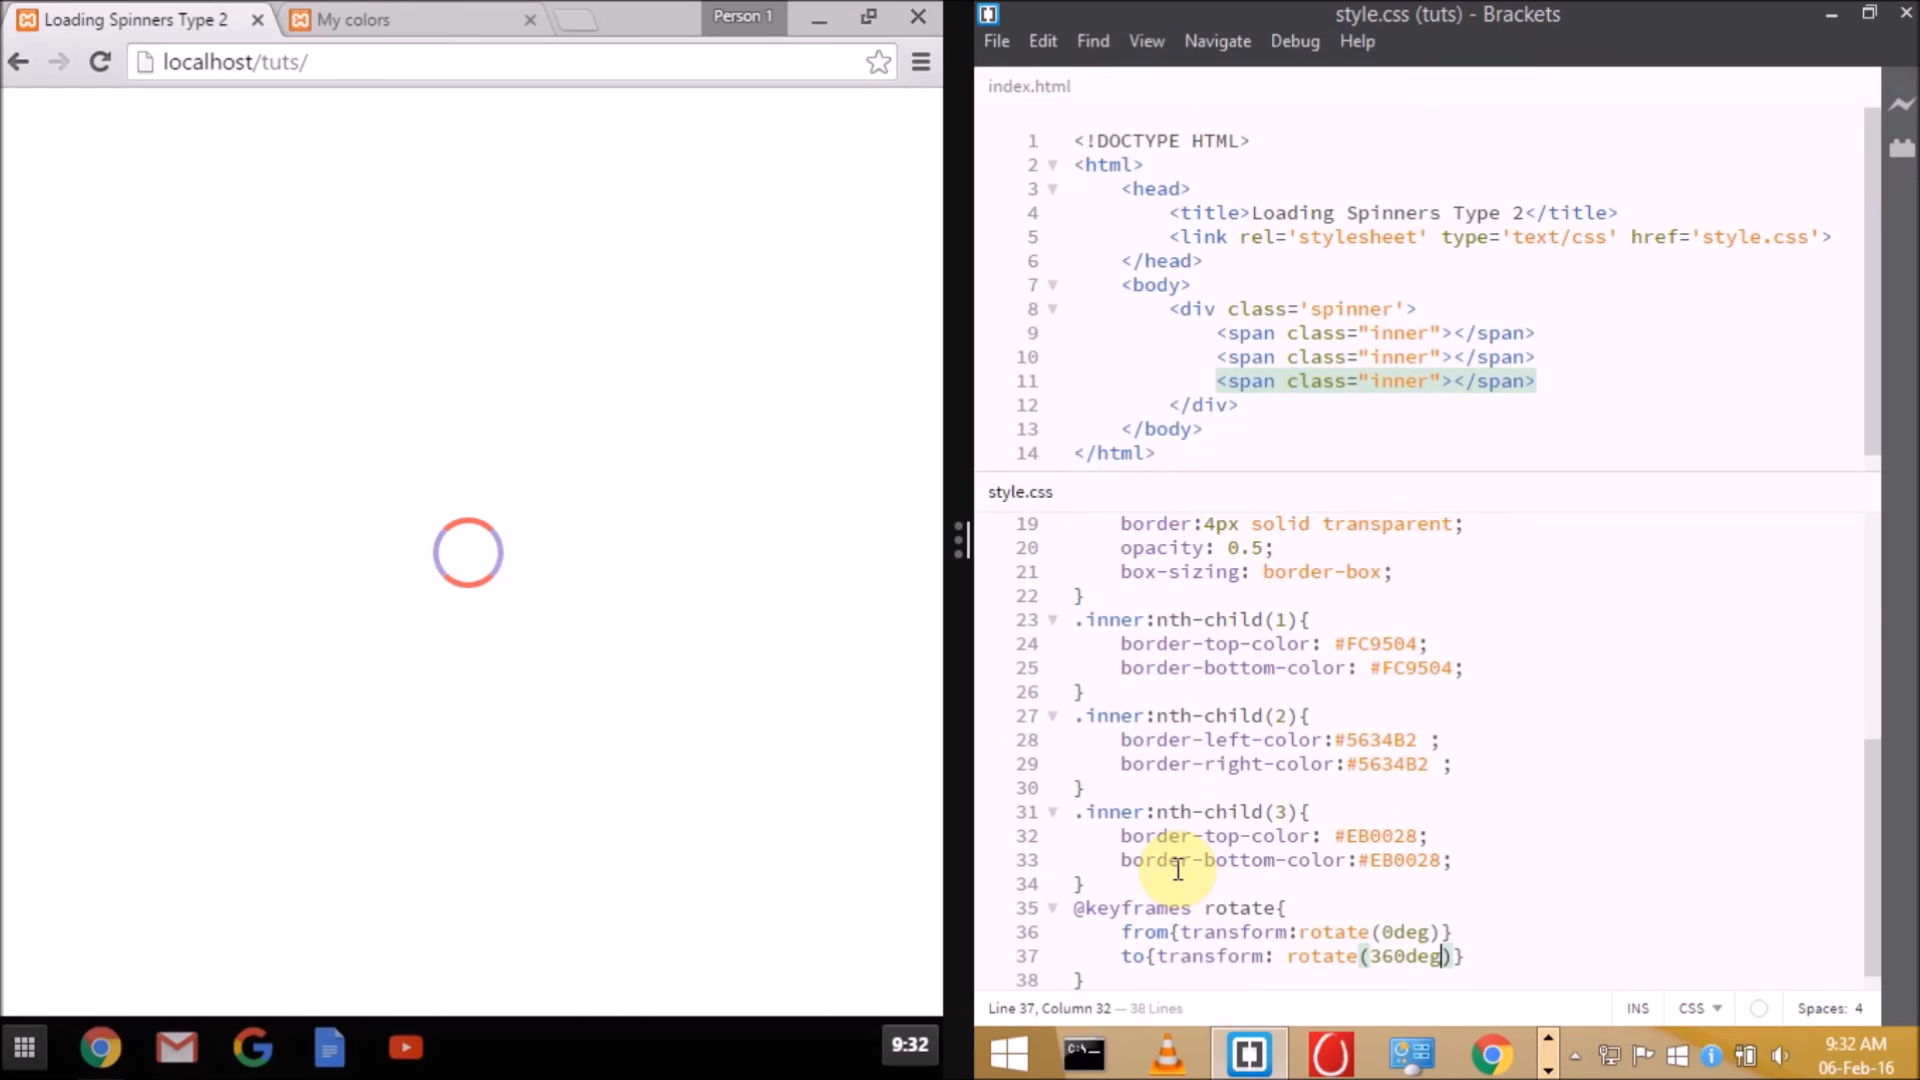 Loading Spinners Type 2
My colors
Person 1
localhost/tuts/
9:32
style.css (tuts) - Brackets
File Edit Find View Navigate Debug Help
index.html
1 <!DOCTYPE HTML>
2 <html>
3 <head>
4 <title>Loading Spinners Type 2</title>
5 <link rel='stylesheet' type='text/css' href='style.css'>
6 </head>
7 <body>
8 <div class='spinner'>
9 <span class="inner"></span>
10 <span class="inner"></span>
11 <span class="inner"></span>
12 </div>
13 </body>
14 </html>
style.css
19 border:4px solid transparent;
20 opacity: 0.5;
21 box-sizing: border-box;
22 }
23 .inner:nth-child(1){
24 border-top-color: #FC9504;
25 border-bottom-color: #FC9504;
26 }
27 .inner:nth-child(2){
28 border-left-color:#5634B2 ;
29 border-right-color:#5634B2 ;
30 }
31 .inner:nth-child(3){
32 border-top-color: #EB0028;
33 border-bottom-color:#EB0028;
34 }
35 @keyframes rotate{
36 from{transform:rotate(0deg)}
37 to{transform: rotate(360deg)}
38 }
Line 37, Column 32 — 38 Lines
INS CSS Spaces: 4
C:\
9:32 AM
06-Feb-16